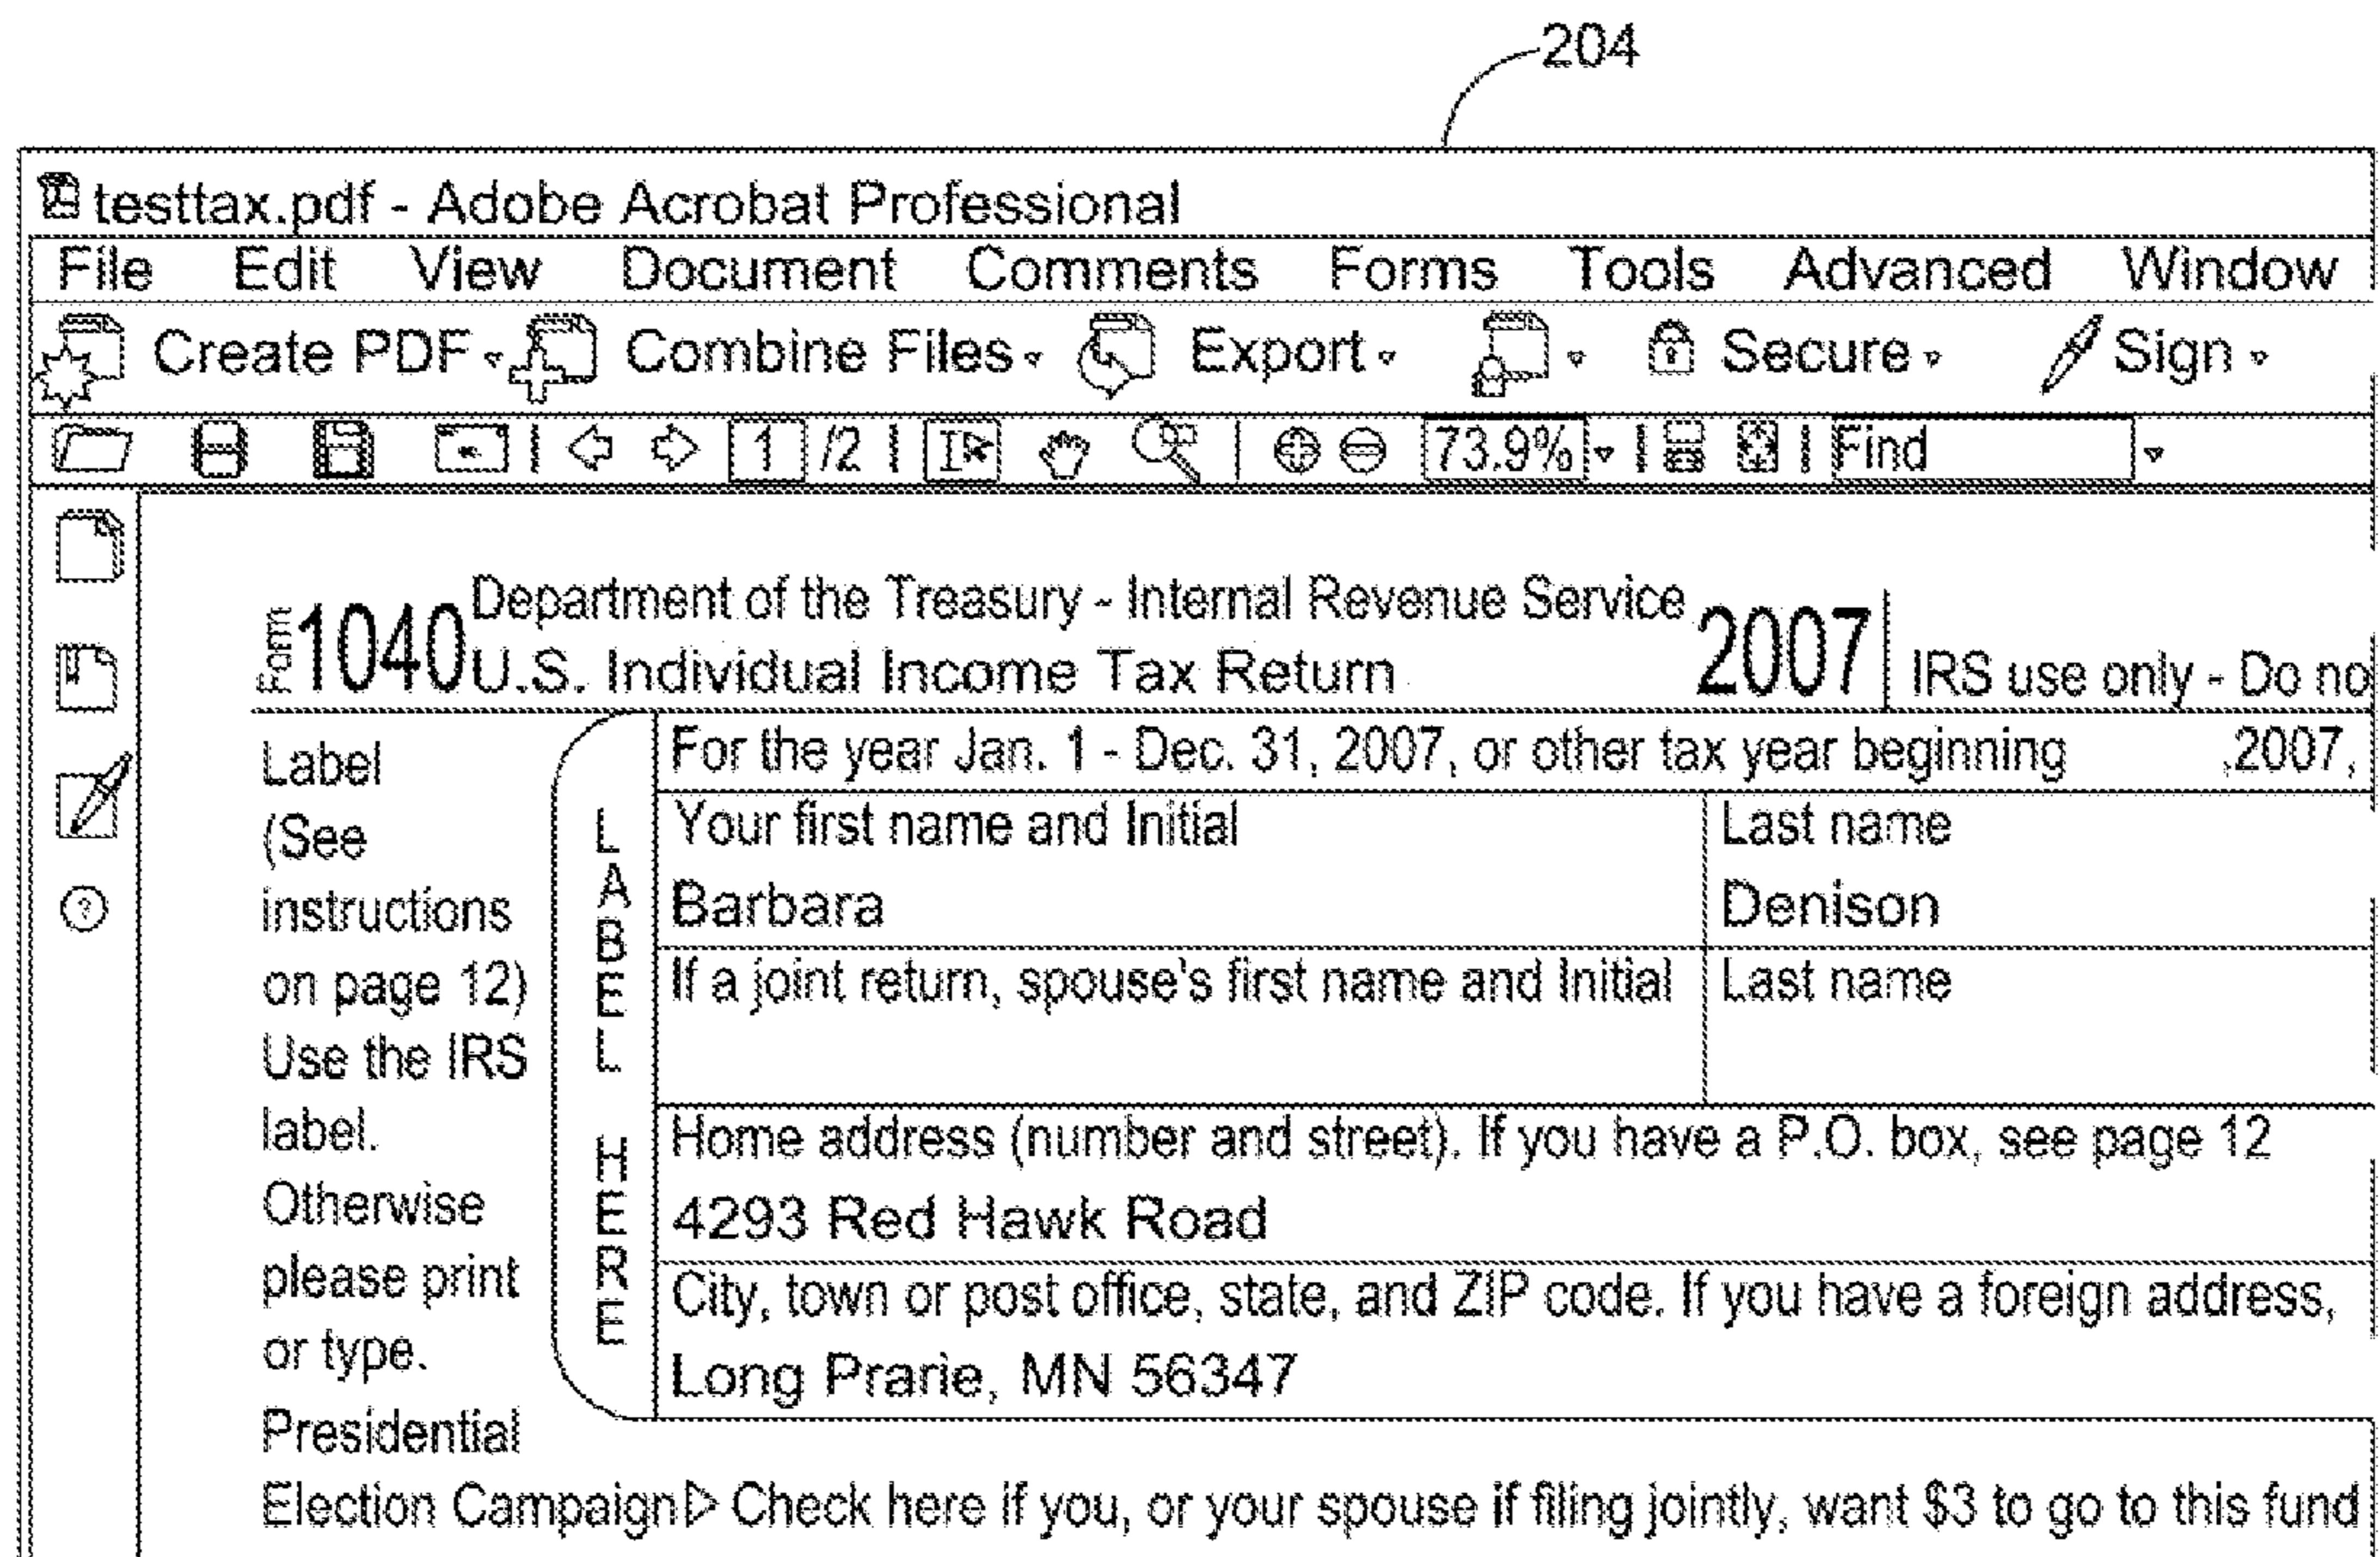 204
testtax.pdf - Adobe Acrobat Professional
File Edit View Document Comments Forms Tools Advanced Window
Create PDF Combine Files Export Secure Sign
1 /2 73.9% Find
Form 1040 Department of the Treasury - Internal Revenue Service
U.S. Individual Income Tax Return 2007 IRS use only - Do no
Label
(See
instructions
on page 12)
Use the IRS
label.
Otherwise
please print
or type.
LABEL HERE
For the year Jan. 1 - Dec. 31, 2007, or other tax year beginning ,2007,
Your first name and Initial Last name
Barbara Denison
If a joint return, spouse's first name and Initial Last name
Home address (number and street). If you have a P.O. box, see page 12
4293 Red Hawk Road
City, town or post office, state, and ZIP code. If you have a foreign address,
Long Prarie, MN 56347
Presidential
Election Campaign Check here if you, or your spouse if filing jointly, want $3 to go to this fund